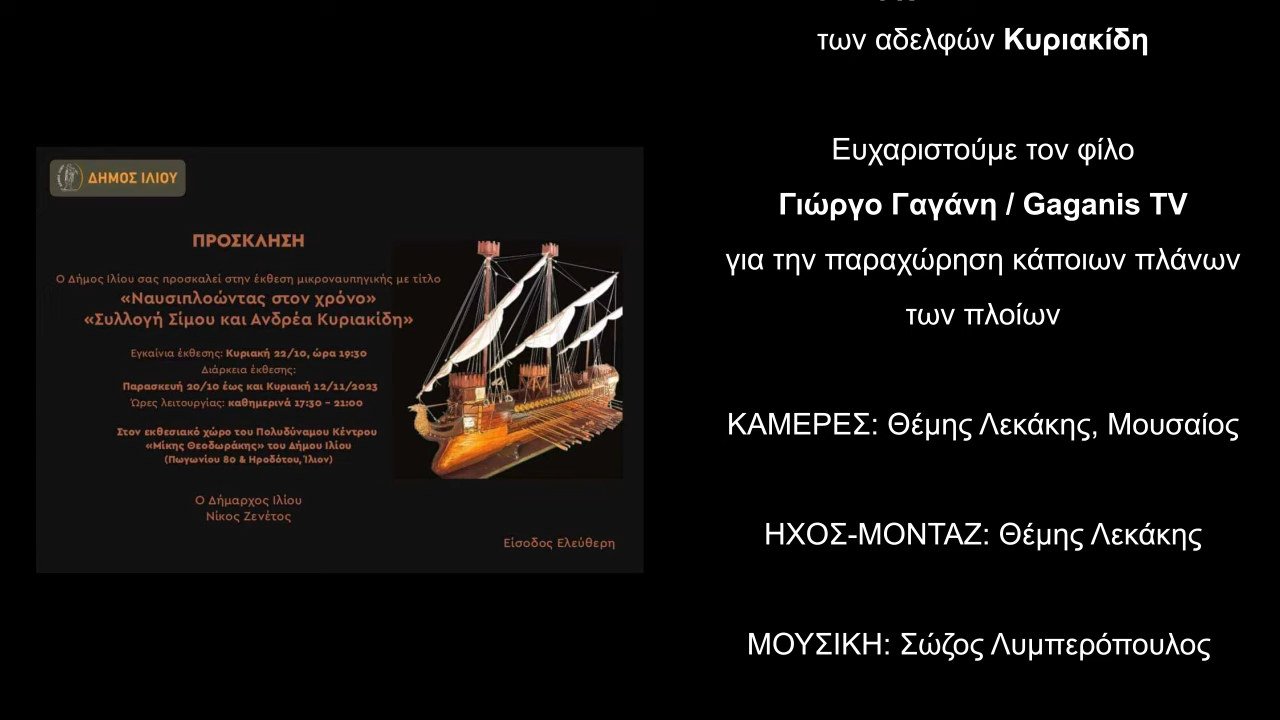 ΔΗΜΟΣ ΙΛΙΟΥ
ΠΡΟΣΚΛΗΣΗ
Ο Δήμος Ιλίου σας προσκαλεί στην έκθεση μικροναυπηγικής με τίτλο
«Ναυσιπλοώντας στον χρόνο»
«Συλλογή Σίμου και Ανδρέα Κυριακίδη»
Εγκαίνια έκθεσης: Κυριακή 22/10, ώρα 19:30
Διάρκεια έκθεσης:
Παρασκευή 20/10 έως και Κυριακή 12/11/2023
Ώρες λειτουργίας: καθημερινά 17:30 – 21:00
Στον εκθεσιακό χώρο του Πολυδύναμου Κέντρου
«Μίκης Θεοδωράκης» του Δήμου Ιλίου
(Πωγωνίου 80 & Ηροδότου, Ίλιον)
Ο Δήμαρχος Ιλίου
Νίκος Ζενέτος
Είσοδος Ελεύθερη
των αδελφών Κυριακίδη
Ευχαριστούμε τον φίλο
Γιώργο Γαγάνη / Gaganis TV
για την παραχώρηση κάποιων πλάνων
των πλοίων
ΚΑΜΕΡΕΣ: Θέμης Λεκάκης, Μουσαίος
ΗΧΟΣ-ΜΟΝΤΑΖ: Θέμης Λεκάκης
ΜΟΥΣΙΚΗ: Σώζος Λυμπερόπουλος